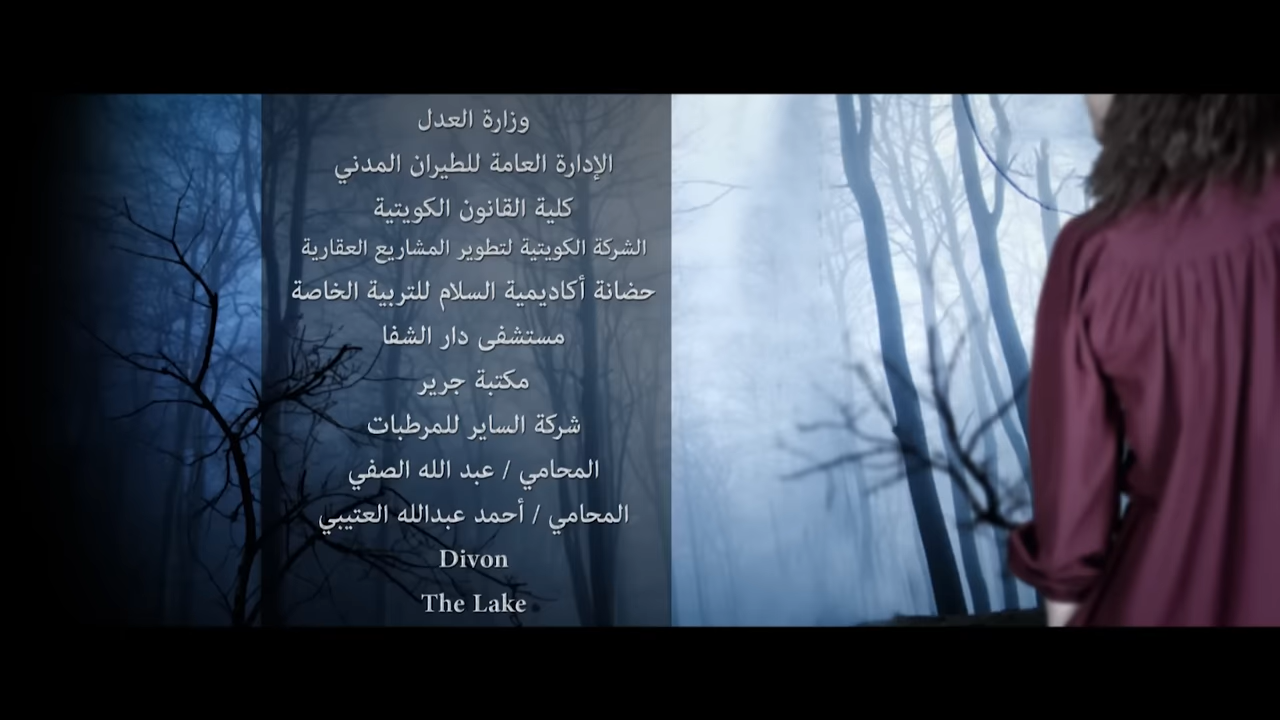 وزارة العدل
الإدارة العامة للطيران المدني
كلية القانون الكويتية
الشركة الكويتية لتطوير المشاريع العقارية
حضانة أكاديمية السلام للتربية الخاصة
مستشفى دار الشفا
مكتبة جرير
شركة الساير للمرطبات
المحامي / عبد الله الصفي
المحامي / أحمد عبدالله العتيبي
Divon
The Lake